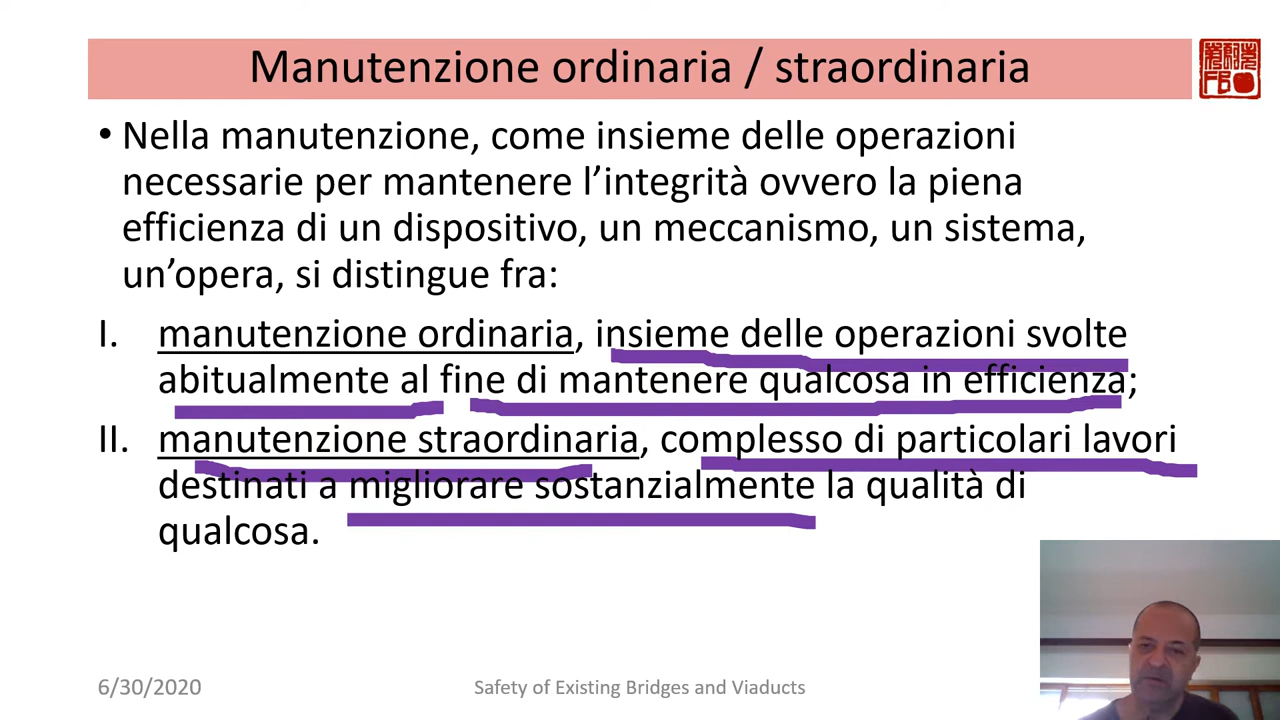 Manutenzione ordinaria / straordinaria
• Nella manutenzione, come insieme delle operazioni
necessarie per mantenere l’integrità ovvero la piena
efficienza di un dispositivo, un meccanismo, un sistema,
un’opera, si distingue fra:
I. manutenzione ordinaria, insieme delle operazioni svolte
abitualmente al fine di mantenere qualcosa in efficienza;
II. manutenzione straordinaria, complesso di particolari lavori
destinati a migliorare sostanzialmente la qualità di
qualcosa.
6/30/2020
Safety of Existing Bridges and Viaducts